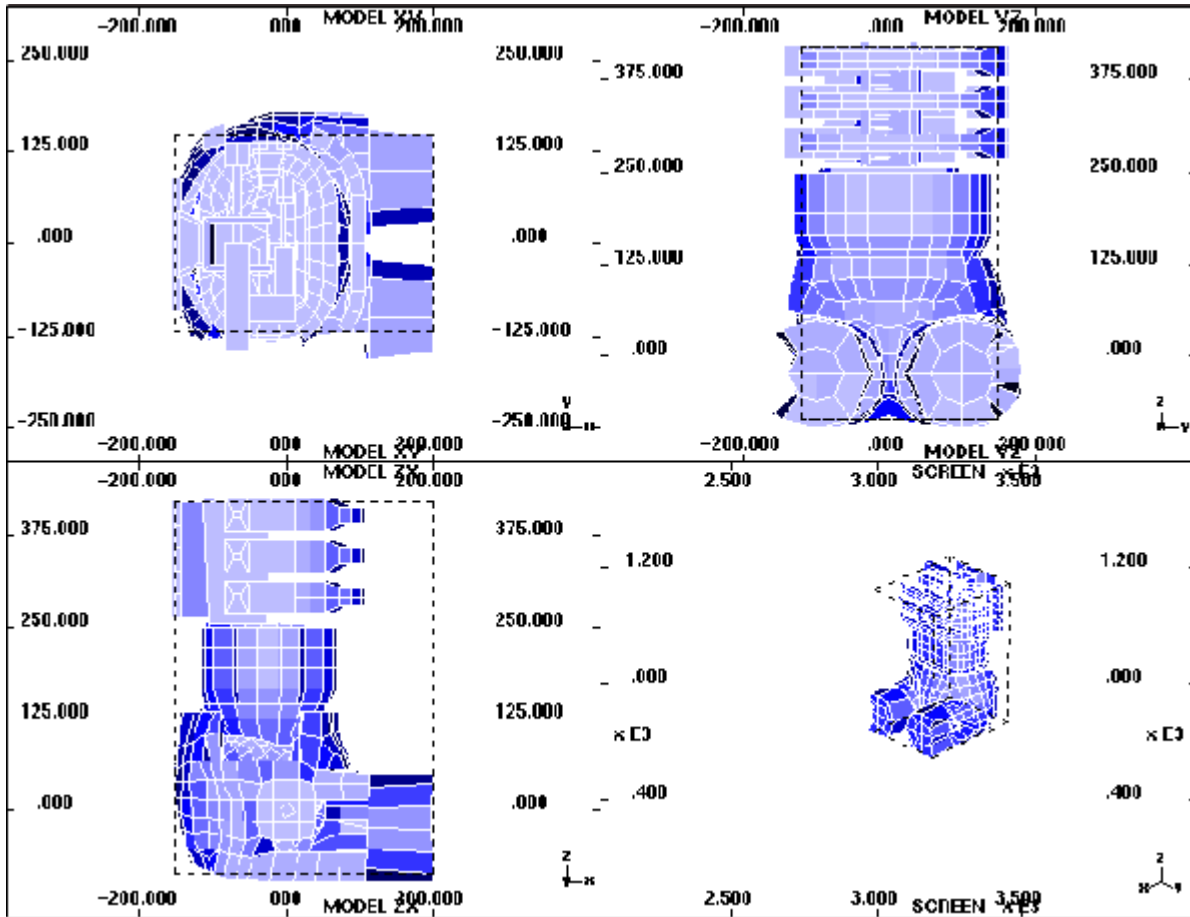 MODEL XY
-200.000 .000 200.000
250.000 250.000
125.000 125.000
.000 .000
-125.000 -125.000
-250.000 -250.000
-200.000 .000 200.000
MODEL XY
MODEL YZ
-200.000 .000 200.000
375.000 375.000
250.000 250.000
125.000 125.000
.000 .000
Z
-200.000 .000 200.000
MODEL YZ
MODEL ZX
-200.000 .000 200.000
375.000 375.000
250.000 250.000
125.000 125.000
.000 .000
Z
X
-200.000 .000 200.000
MODEL ZX
SCREEN x E3
2.500 3.000 3.500
1.200 1.200
x E3 x E3
.400 .400
Z
X Y
2.500 3.000 3.500
SCREEN x E3